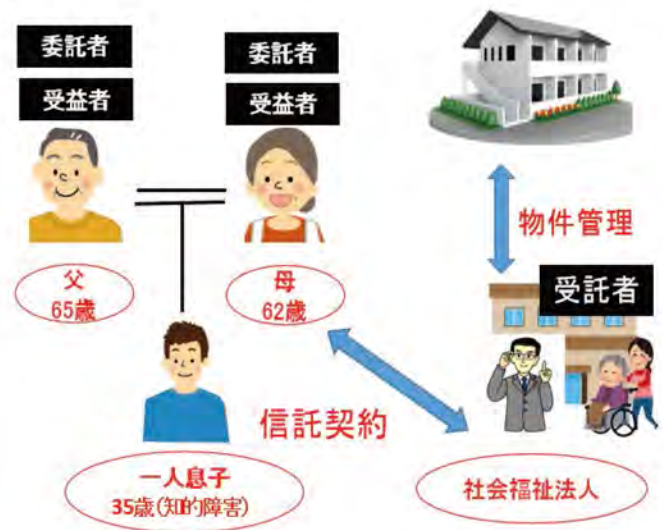 委託者
受益者
委託者
受益者
父
65歳
母
62歳
物件管理
受託者
信託契約
一人息子
35歳(知的障害)
社会福祉法人